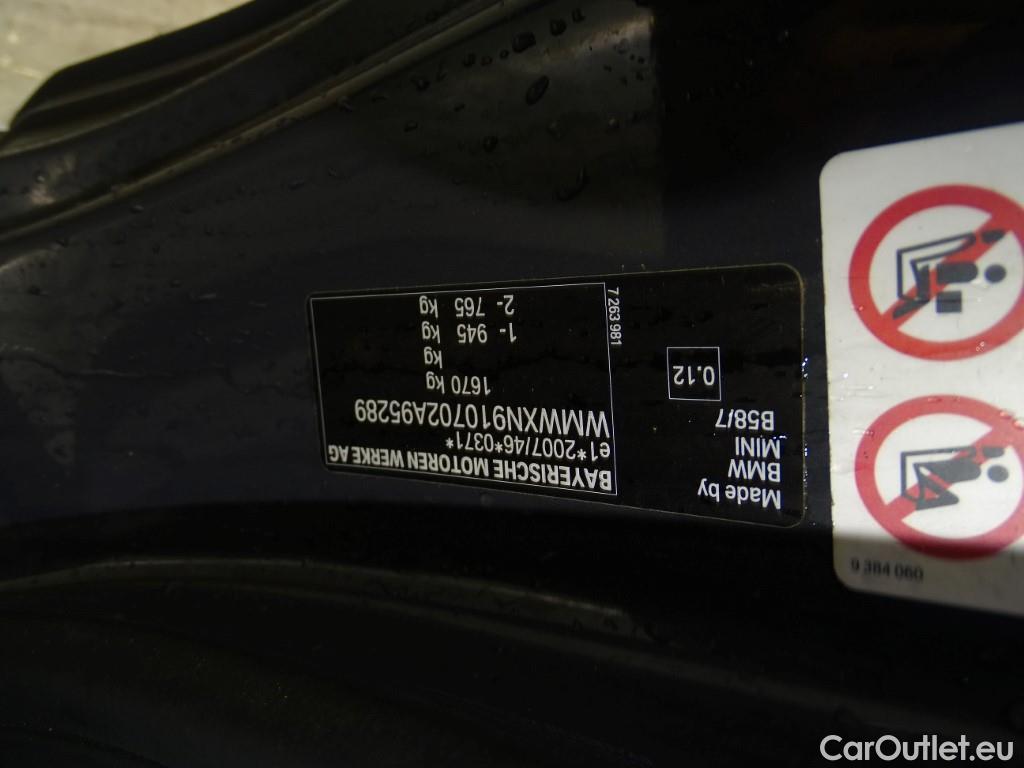 BAYERISCHE MOTOREN WERKE AG
e1*2007/46*0371*
WMWXN910702A95289
1670 kg
kg
1- 945 kg
2- 765 kg
7 263 981
Made by
BMW
MINI
B58/7
0.12
9 384 060
CarOutlet.eu